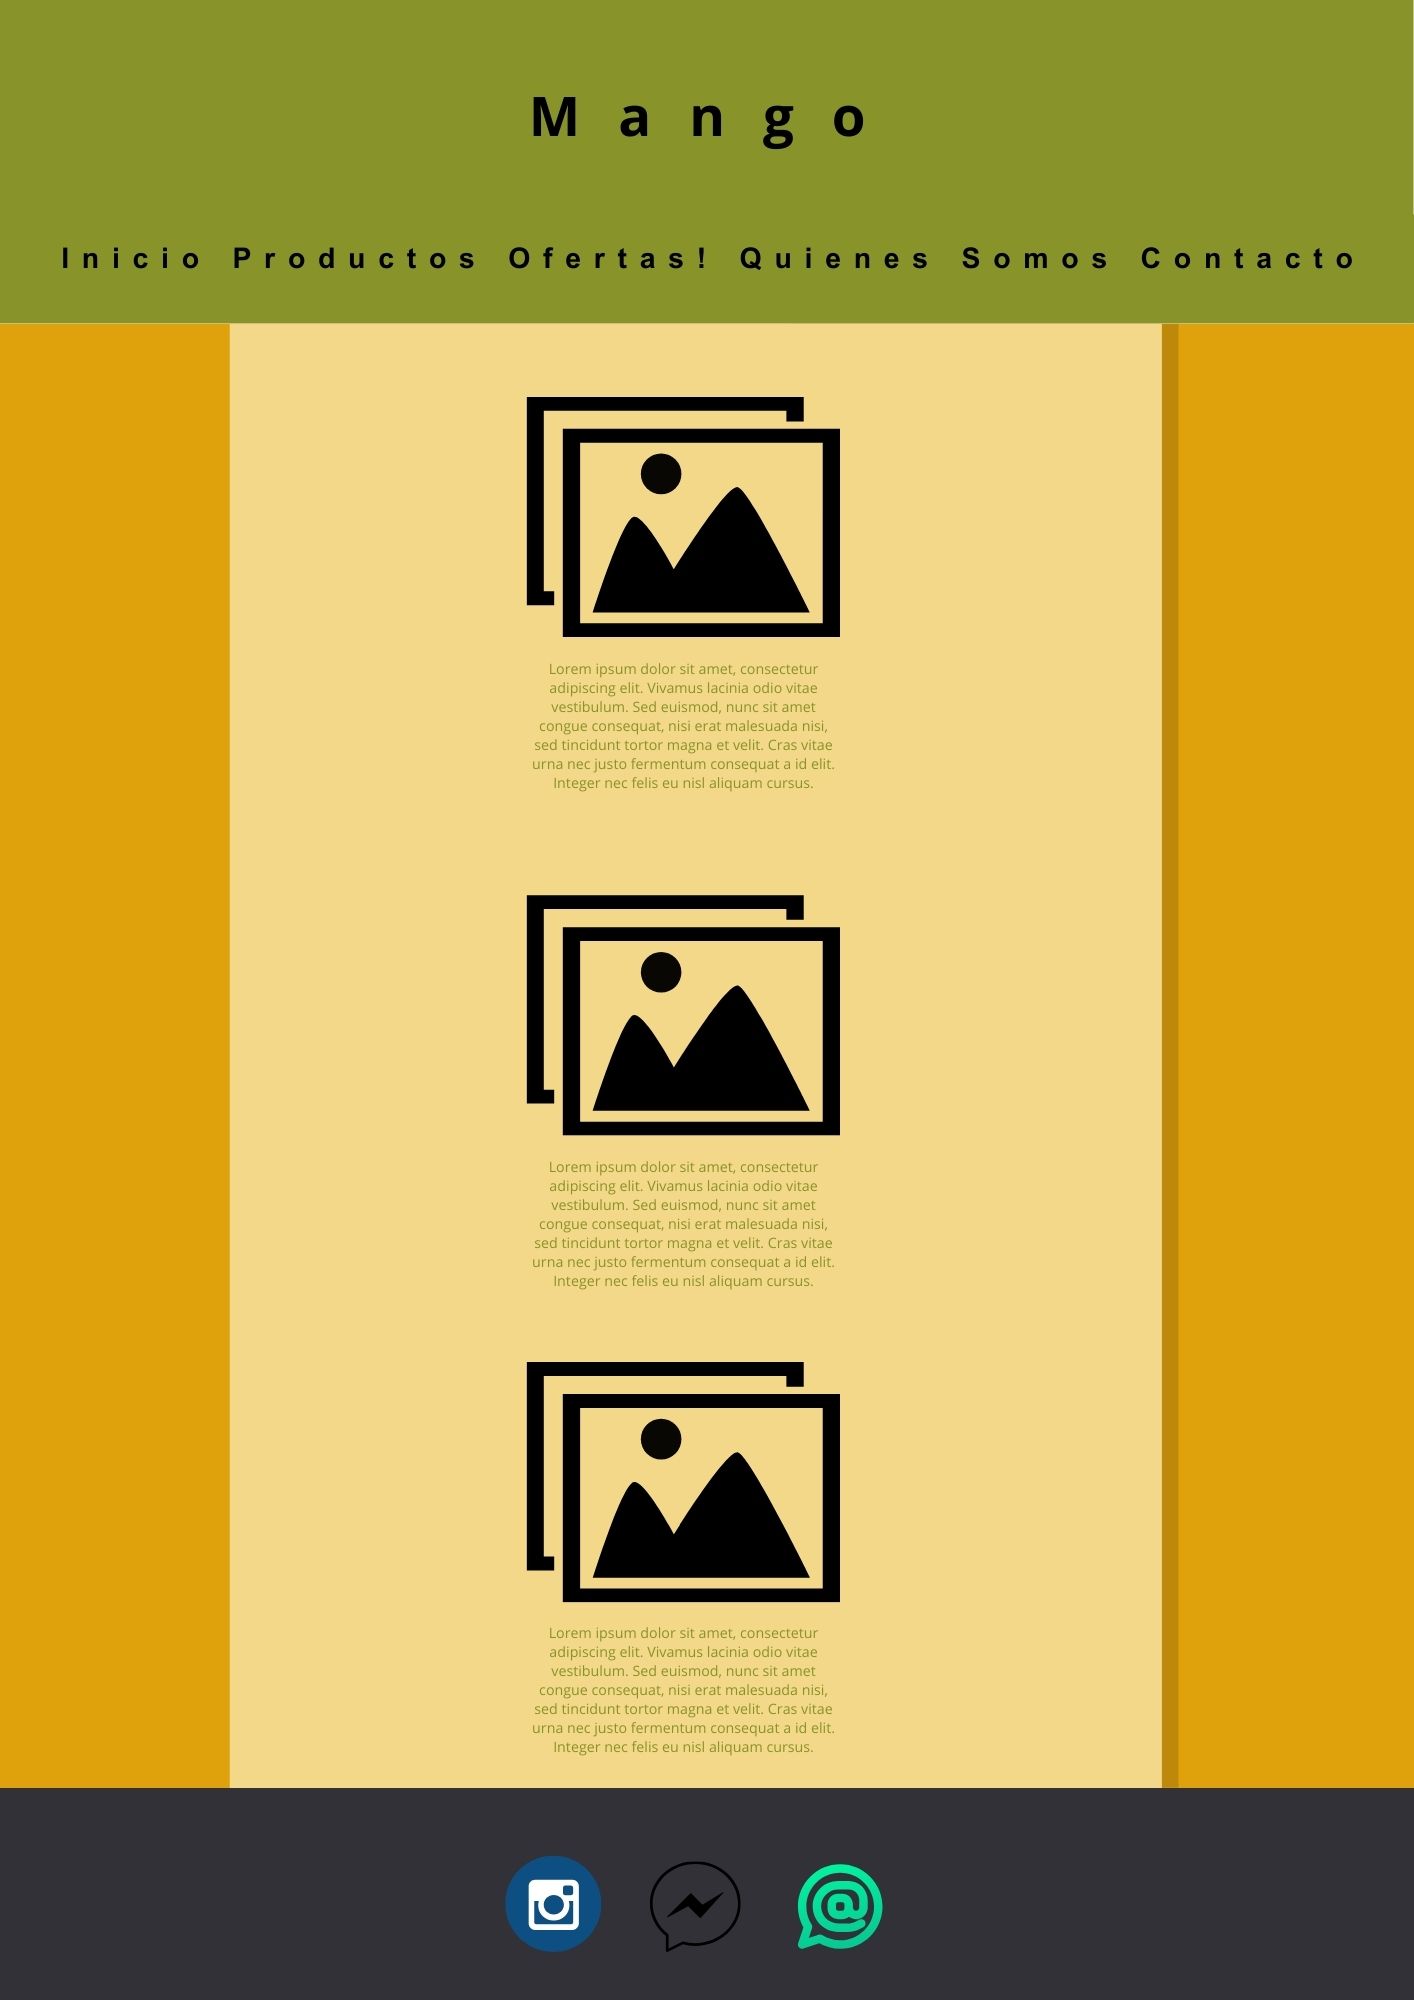 Mango
Inicio Productos Ofertas! Quienes Somos Contacto
Lorem ipsum dolor sit amet, consectetur
adipiscing elit. Vivamus lacinia odio vitae
vestibulum. Sed euismod, nunc sit amet
congue consequat, nisi erat malesuada nisi,
sed tincidunt tortor magna et velit. Cras vitae
urna nec justo fermentum consequat a id elit.
Integer nec felis eu nisl aliquam cursus.
Lorem ipsum dolor sit amet, consectetur
adipiscing elit. Vivamus lacinia odio vitae
vestibulum. Sed euismod, nunc sit amet
congue consequat, nisi erat malesuada nisi,
sed tincidunt tortor magna et velit. Cras vitae
urna nec justo fermentum consequat a id elit.
Integer nec felis eu nisl aliquam cursus.
Lorem ipsum dolor sit amet, consectetur
adipiscing elit. Vivamus lacinia odio vitae
vestibulum. Sed euismod, nunc sit amet
congue consequat, nisi erat malesuada nisi,
sed tincidunt tortor magna et velit. Cras vitae
urna nec justo fermentum consequat a id elit.
Integer nec felis eu nisl aliquam cursus.